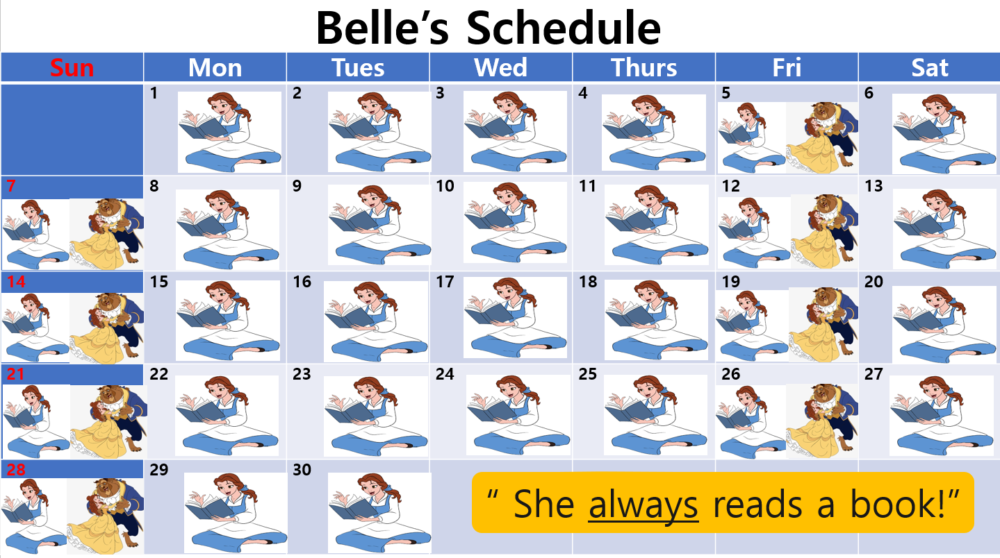 Belle’s Schedule
Sun Mon Tues Wed Thurs Fri Sat
1 2 3 4 5 6
7 8 9 10 11 12 13
14 15 16 17 18 19 20
21 22 23 24 25 26 27
28 29 30
“ She always reads a book!”